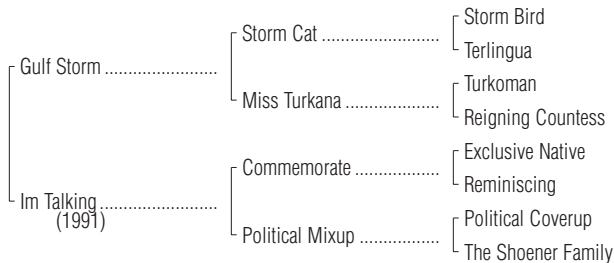 Storm Bird
Storm Cat ......................
Terlingua
Gulf Storm .....................
Turkoman
Miss Turkana ..................
Reigning Countess
Exclusive Native
Commemorate ................
Reminiscing
Im Talking ......................
(1991)
Political Coverup
Political Mixup ...............
The Shoener Family